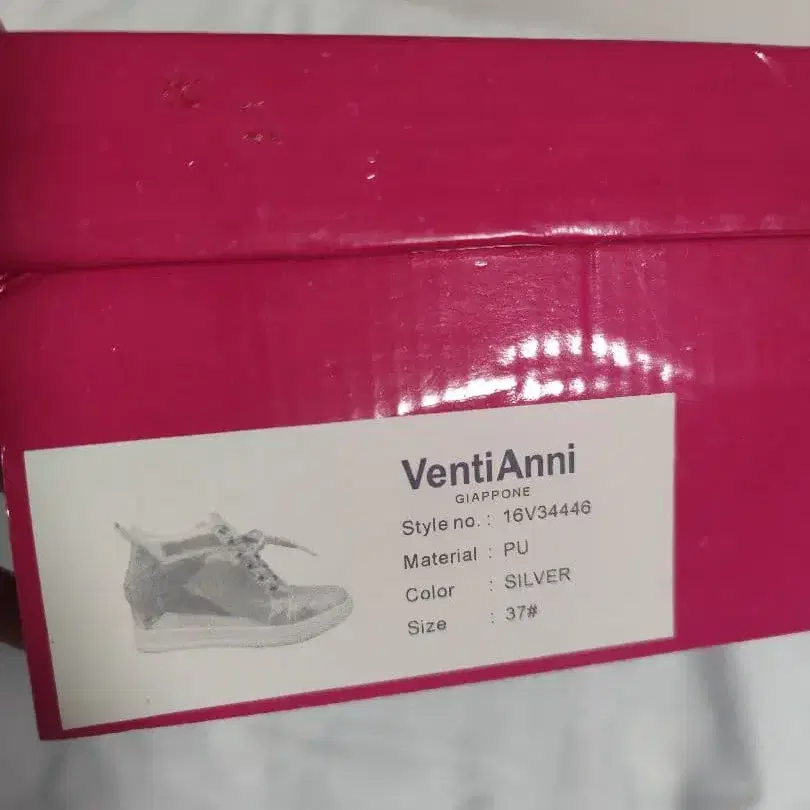 VentiAnni
GIAPPONE
Style no. : 16V34446
Material : PU
Color : SILVER
Size : 37#